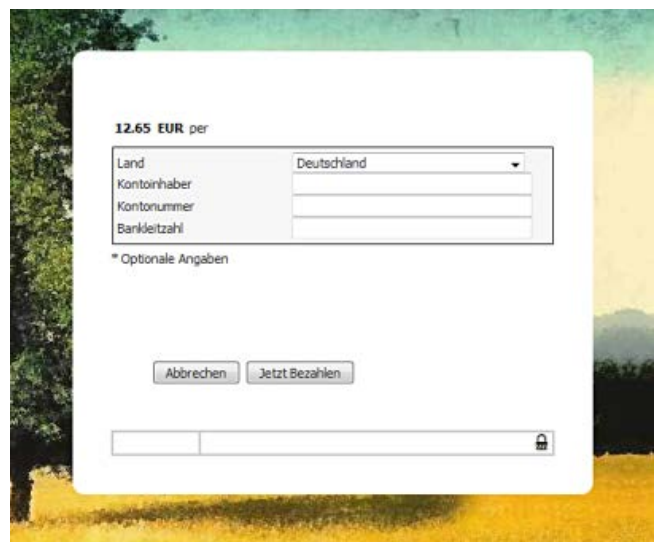 12.65 EUR per
Land Deutschland
Kontoinhaber
Kontonummer
Bankleitzahl
* Optionale Angaben
Abbrechen Jetzt Bezahlen